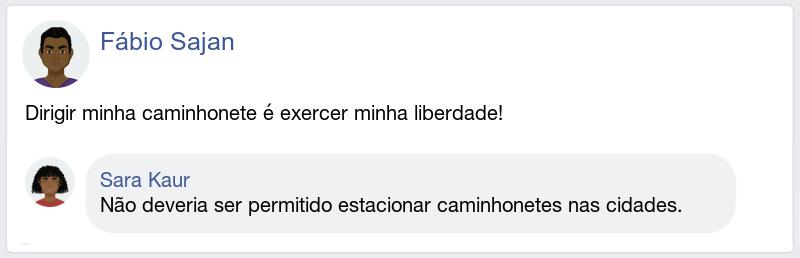 Fábio Sajan
Dirigir minha caminhonete é exercer minha liberdade!
Sara Kaur
Não deveria ser permitido estacionar caminhonetes nas cidades.